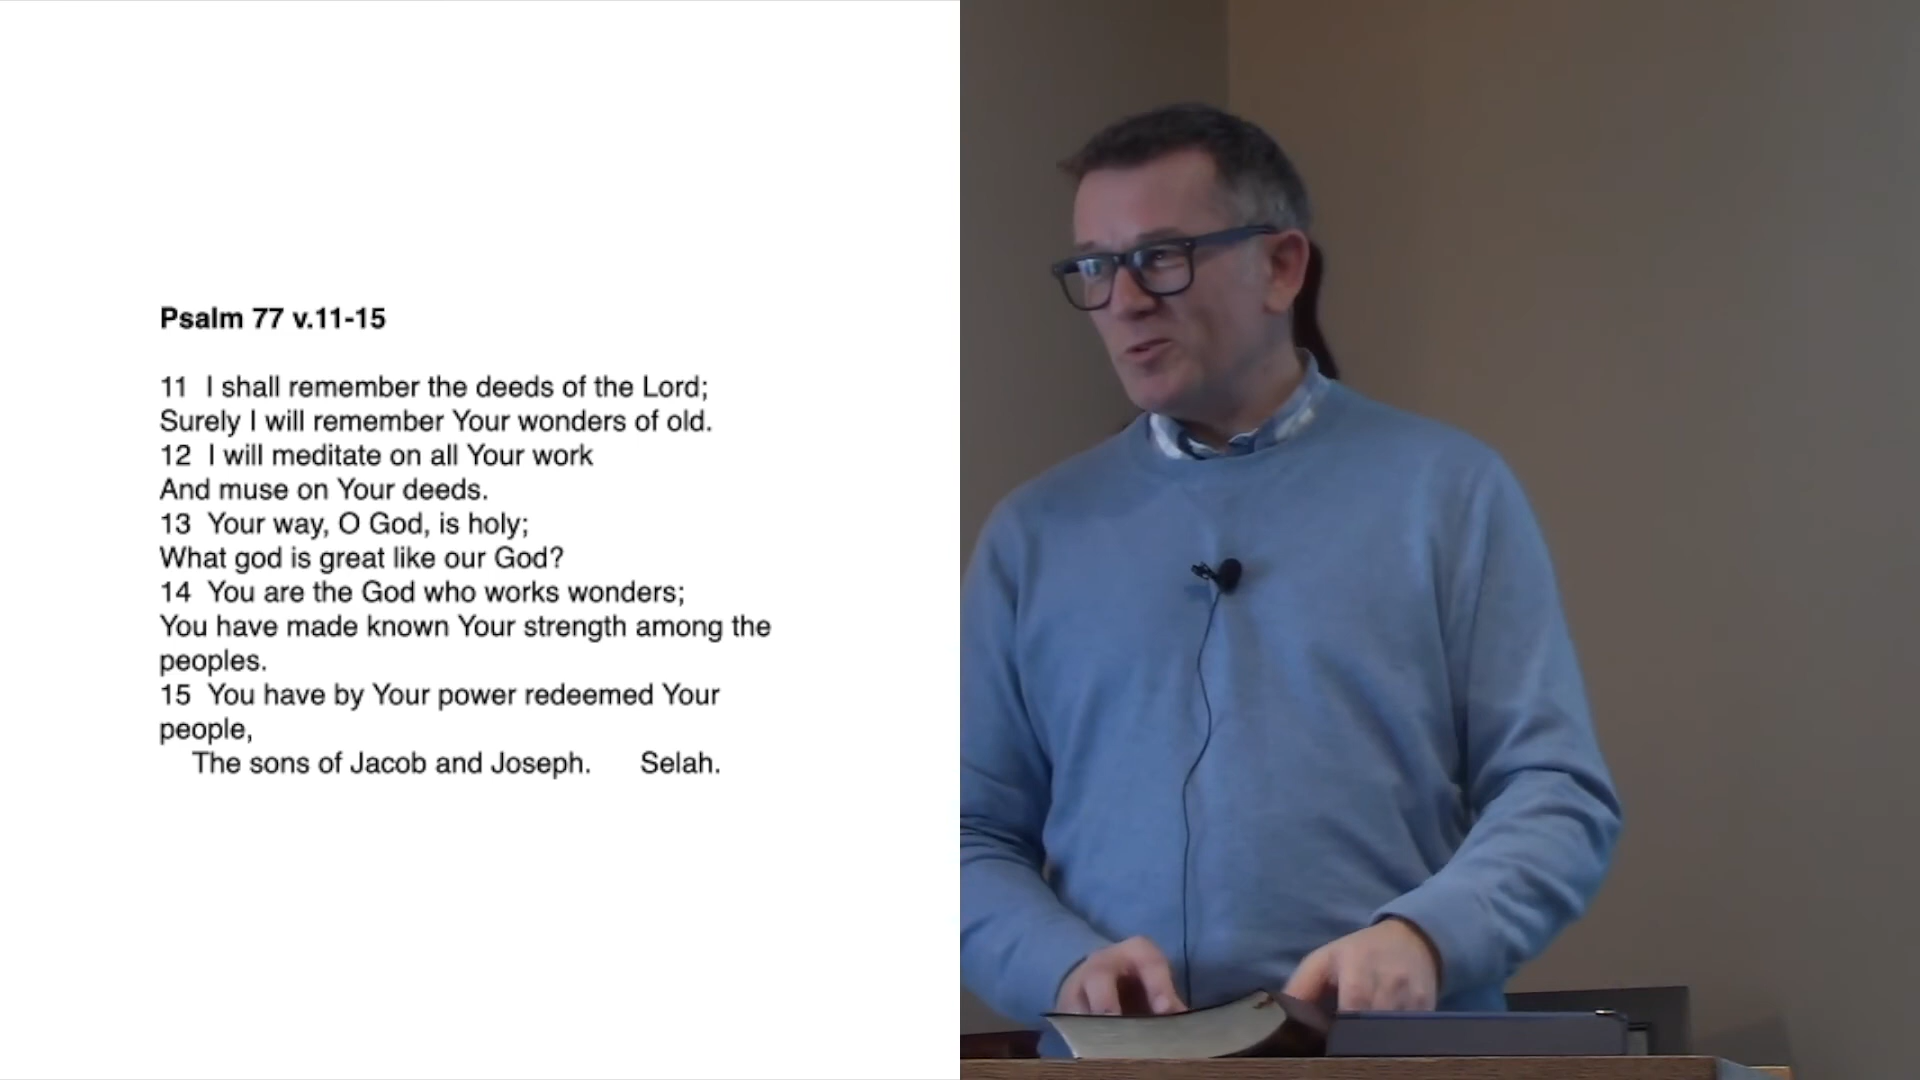 Psalm 77 v.11-15
11 I shall remember the deeds of the Lord;
Surely I will remember Your wonders of old.
12 I will meditate on all Your work
And muse on Your deeds.
13 Your way, O God, is holy;
What god is great like our God?
14 You are the God who works wonders;
You have made known Your strength among the
peoples.
15 You have by Your power redeemed Your
people,
The sons of Jacob and Joseph. Selah.